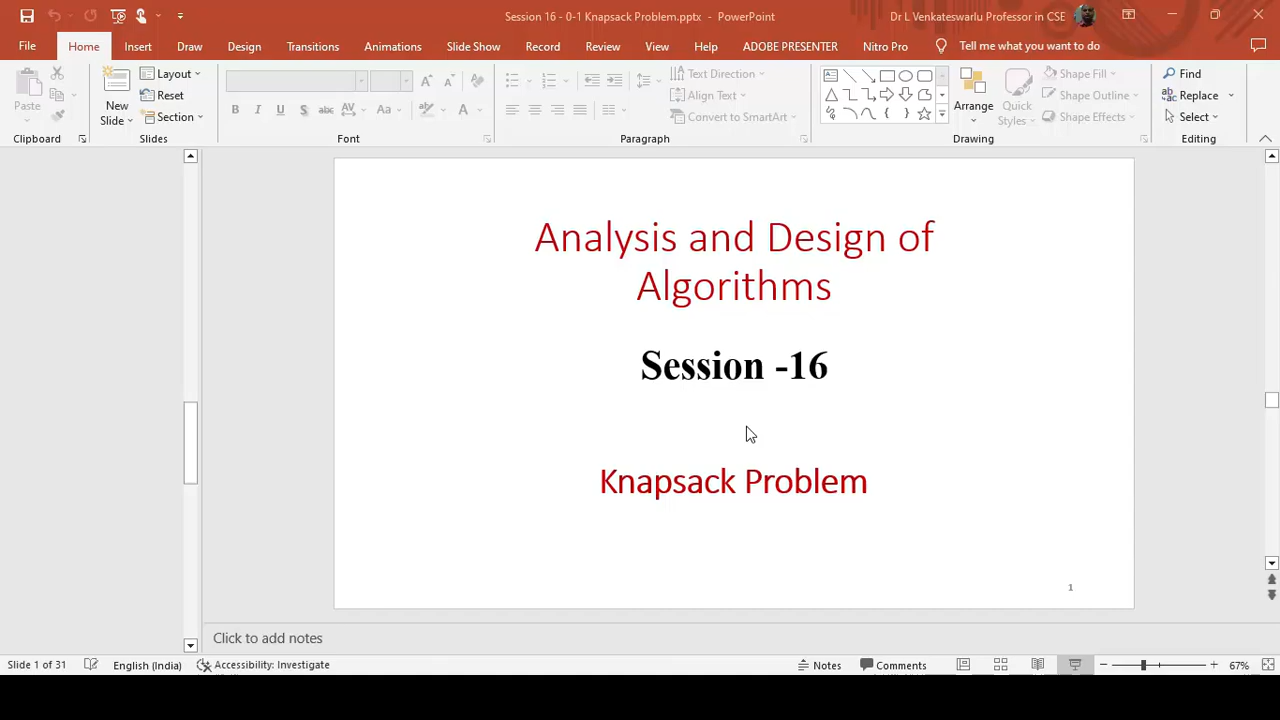 Session 16 - 0-1 Knapsack Problem.pptx - PowerPoint
Dr L Venkateswarlu Professor in CSE
File Home Insert Draw Design Transitions Animations Slide Show Record Review View Help ADOBE PRESENTER Nitro Pro Tell me what you want to do
Paste
New Slide
Layout
Reset
Section
B I U S abc AV Aa A
Text Direction
Align Text
Convert to SmartArt
Arrange
Quick Styles
Shape Fill
Shape Outline
Shape Effects
Find
Replace
Select
Clipboard Slides Font Paragraph Drawing Editing
Analysis and Design of
Algorithms
Session -16
Knapsack Problem
1
Click to add notes
Slide 1 of 31 English (India) Accessibility: Investigate Notes Comments 67%